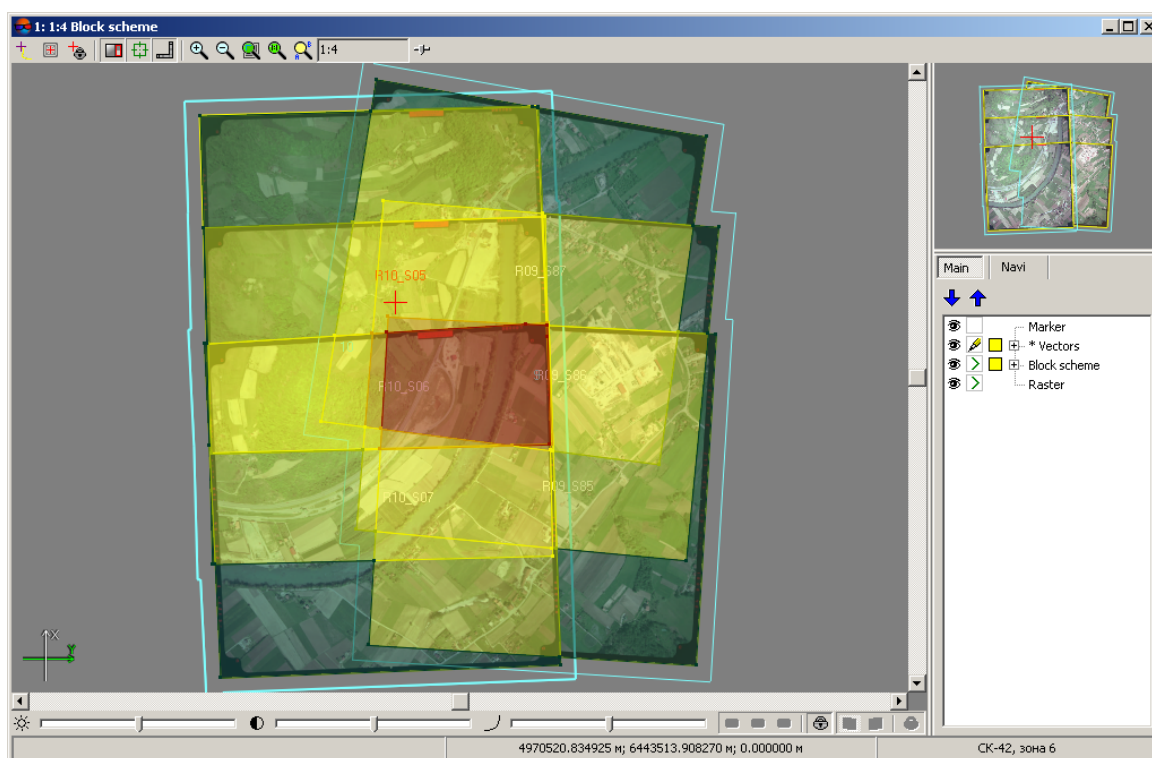 1: 1:4 Block scheme
1:4
R10_S05
R09_S87
R10_S06
R09_S86
R10_S07
R09_S85
X
Y
Main Navi
Marker
* Vectors
Block scheme
Raster
4970520.834925 м; 6443513.908270 м; 0.000000 м
СК-42, зона 6